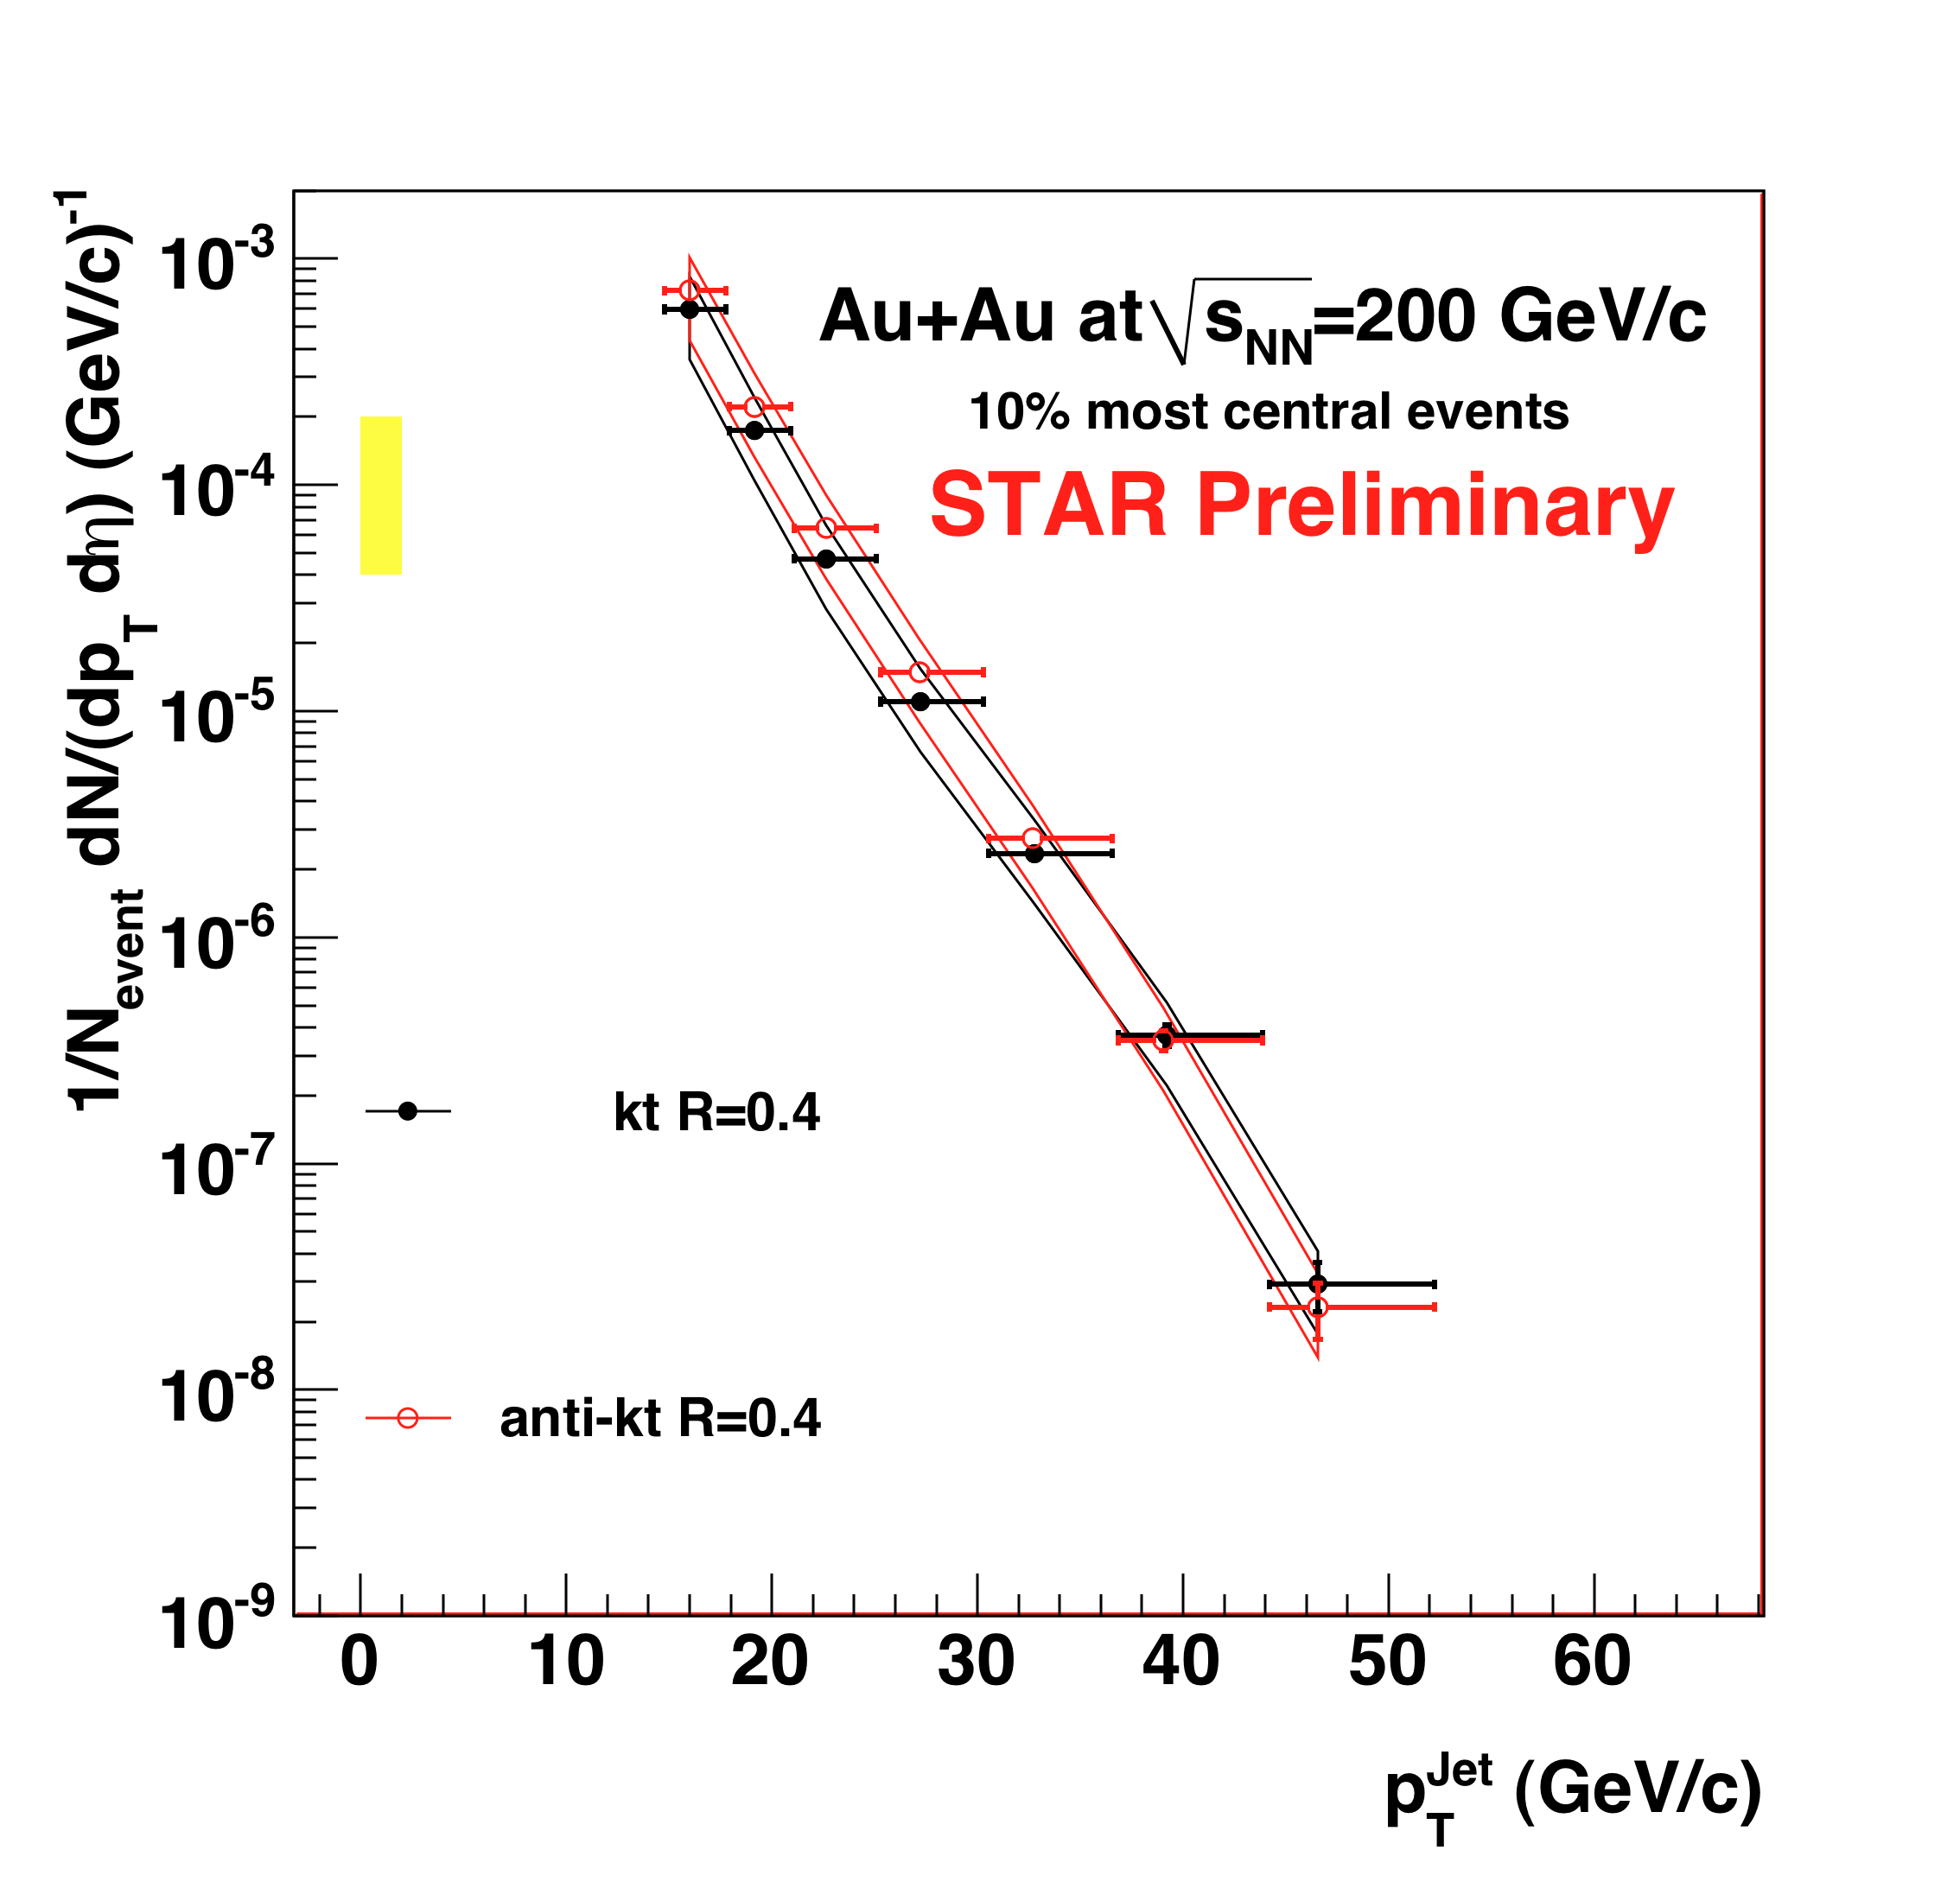 Au+Au at √sNN=200 GeV/c
10% most central events
STAR Preliminary
1/Nevent dN/(dpT dη) (GeV/c)-1
10-3
10-4
10-5
10-6
10-7
10-8
10-9
kt R=0.4
anti-kt R=0.4
0 10 20 30 40 50 60
pTJet (GeV/c)